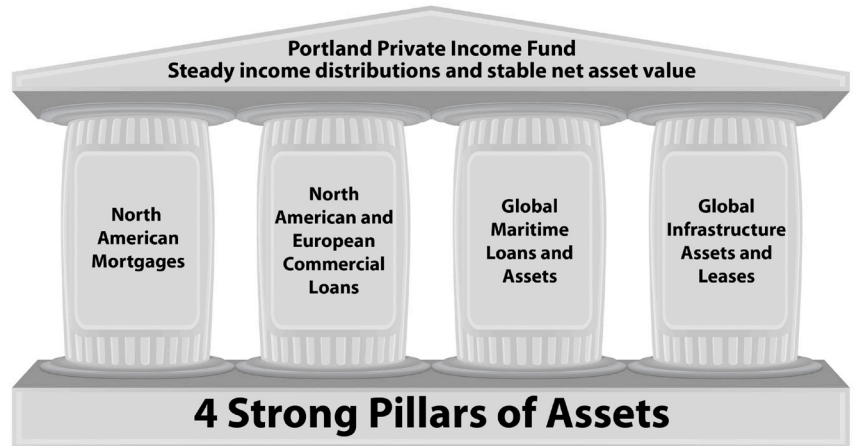 Portland Private Income Fund
Steady income distributions and stable net asset value
North
American
Mortgages
North
American and
European
Commercial
Loans
Global
Maritime
Loans and
Assets
Global
Infrastructure
Assets and
Leases
4 Strong Pillars of Assets